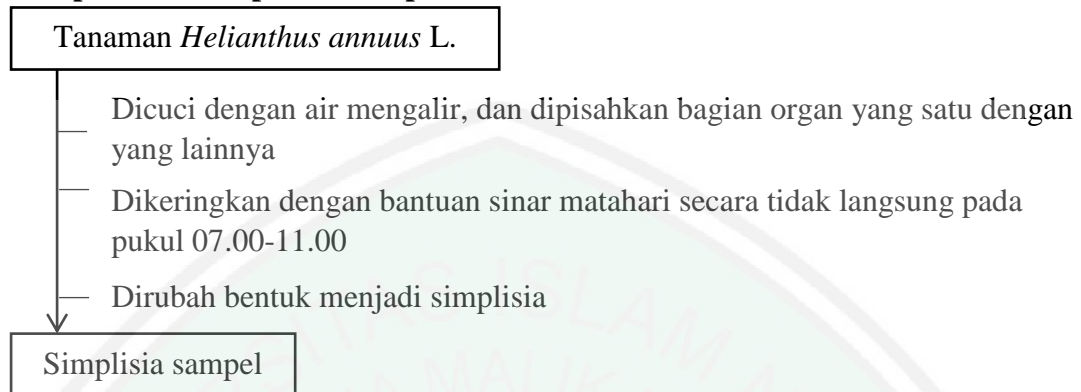 Tanaman Helianthus annuus L.
Dicuci dengan air mengalir, dan dipisahkan bagian organ yang satu dengan
yang lainnya
Dikeringkan dengan bantuan sinar matahari secara tidak langsung pada
pukul 07.00-11.00
Dirubah bentuk menjadi simplisia
Simplisia sampel